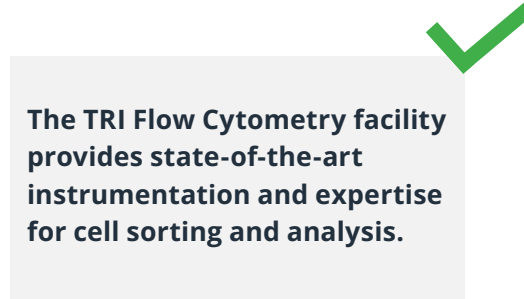 The TRI Flow Cytometry facility
provides state-of-the-art
instrumentation and expertise
for cell sorting and analysis.